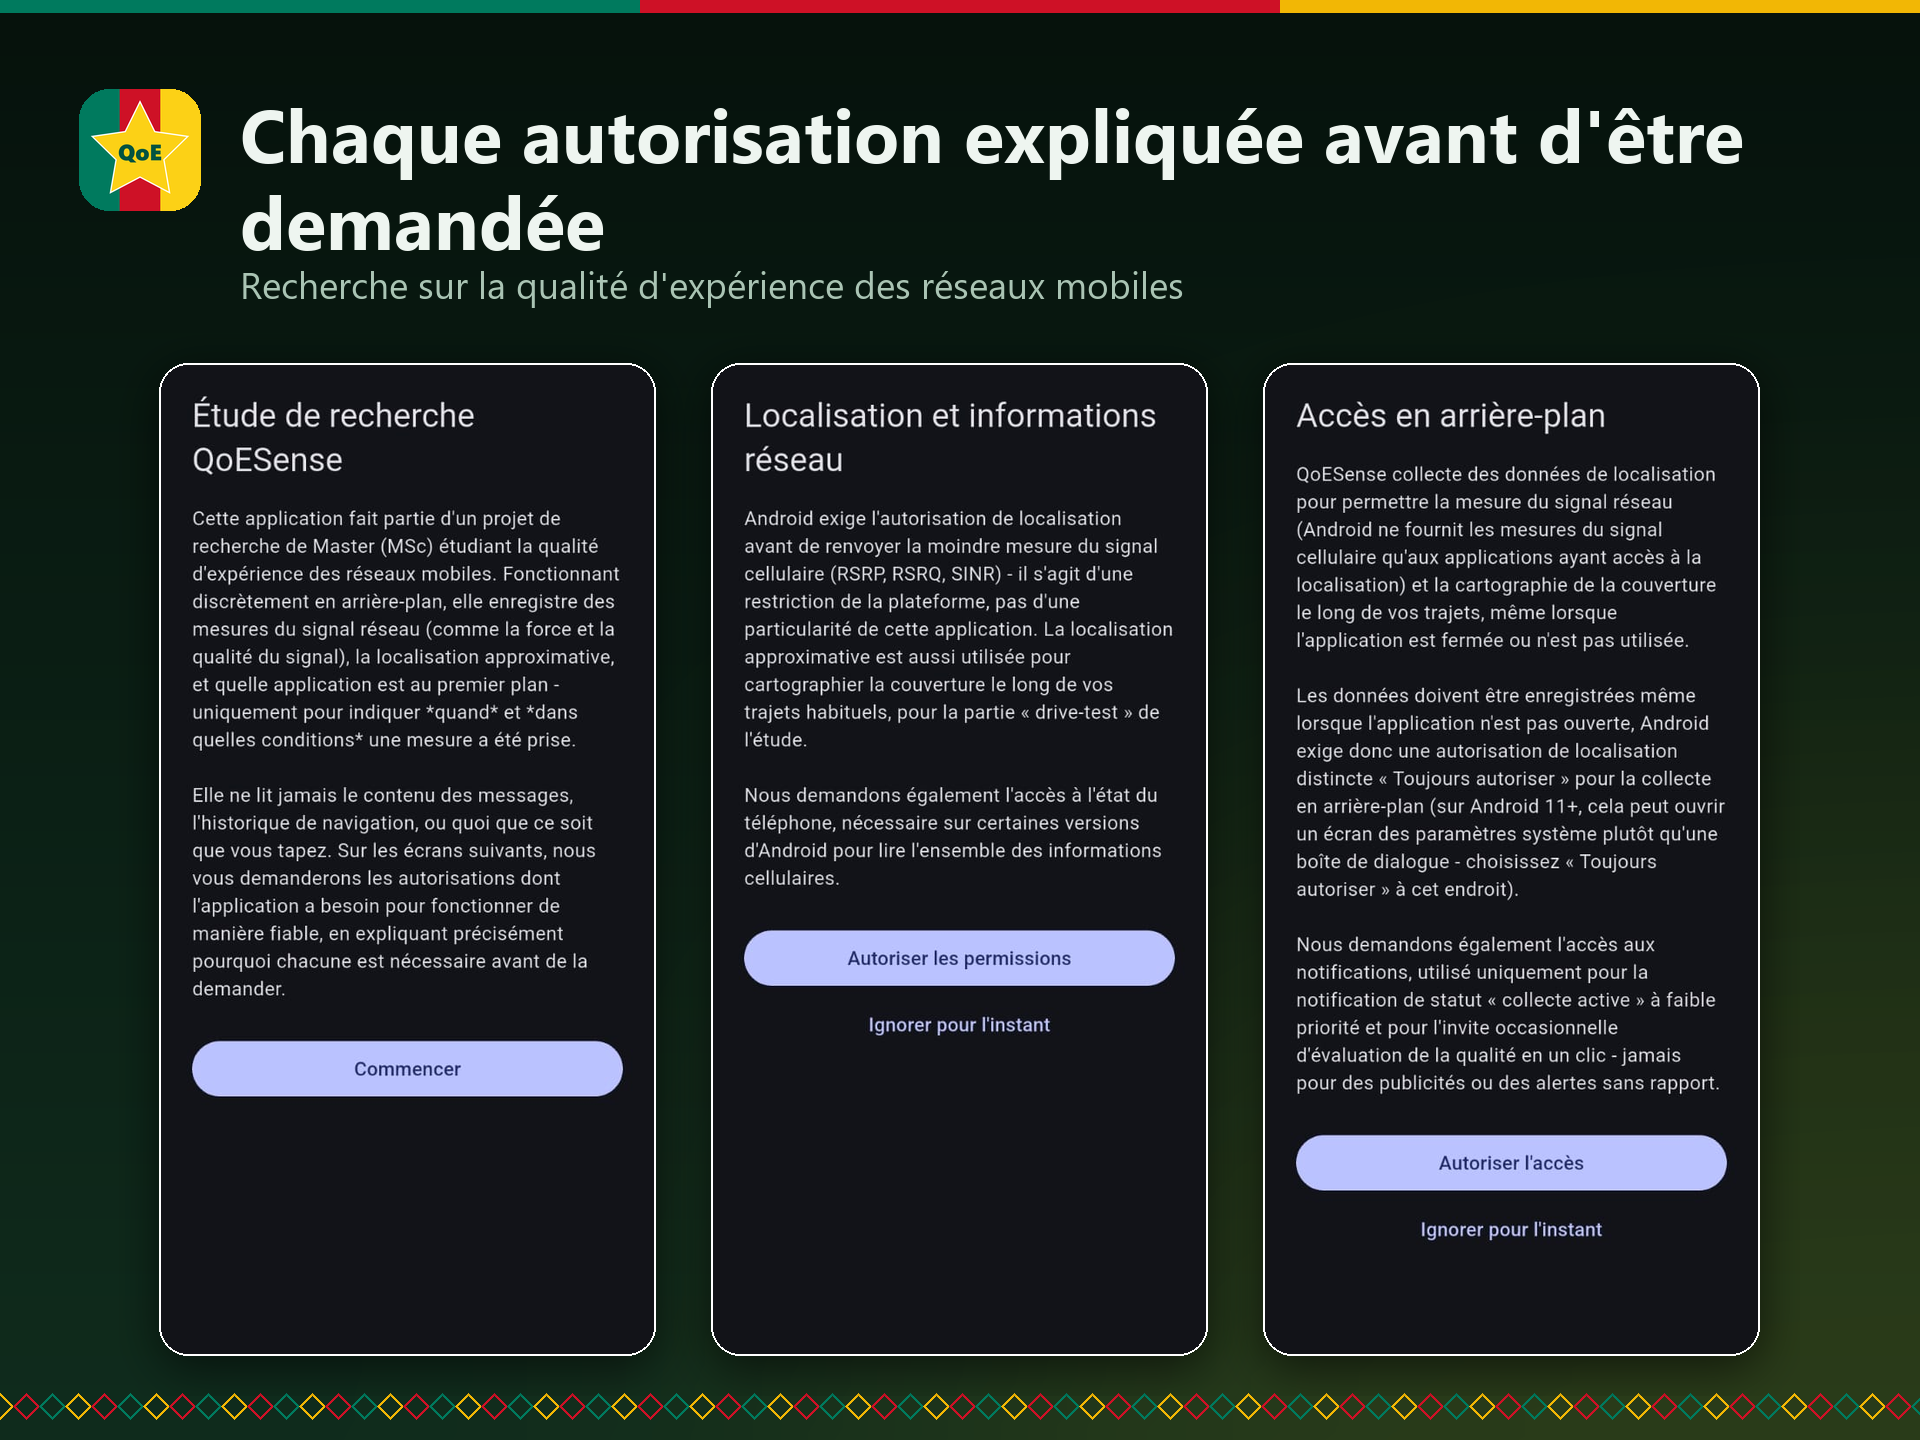 QoE
Chaque autorisation expliquée avant d'être
demandée
Recherche sur la qualité d'expérience des réseaux mobiles
Étude de recherche
QoESense
Cette application fait partie d'un projet de
recherche de Master (MSc) étudiant la qualité
d'expérience des réseaux mobiles. Fonctionnant
discrètement en arrière-plan, elle enregistre des
mesures du signal réseau (comme la force et la
qualité du signal), la localisation approximative,
et quelle application est au premier plan -
uniquement pour indiquer *quand* et *dans
quelles conditions* une mesure a été prise.
Elle ne lit jamais le contenu des messages,
l'historique de navigation, ou quoi que ce soit
que vous tapez. Sur les écrans suivants, nous
vous demanderons les autorisations dont
l'application a besoin pour fonctionner de
manière fiable, en expliquant précisément
pourquoi chacune est nécessaire avant de la
demander.
Commencer
Localisation et informations
réseau
Android exige l'autorisation de localisation
avant de renvoyer la moindre mesure du signal
cellulaire (RSRP, RSRQ, SINR) - il s'agit d'une
restriction de la plateforme, pas d'une
particularité de cette application. La localisation
approximative est aussi utilisée pour
cartographier la couverture le long de vos
trajets habituels, pour la partie « drive-test » de
l'étude.
Nous demandons également l'accès à l'état du
téléphone, nécessaire sur certaines versions
d'Android pour lire l'ensemble des informations
cellulaires.
Autoriser les permissions
Ignorer pour l'instant
Accès en arrière-plan
QoESense collecte des données de localisation
pour permettre la mesure du signal réseau
(Android ne fournit les mesures du signal
cellulaire qu'aux applications ayant accès à la
localisation) et la cartographie de la couverture
le long de vos trajets, même lorsque
l'application est fermée ou n'est pas utilisée.
Les données doivent être enregistrées même
lorsque l'application n'est pas ouverte, Android
exige donc une autorisation de localisation
distincte « Toujours autoriser » pour la collecte
en arrière-plan (sur Android 11+, cela peut ouvrir
un écran des paramètres système plutôt qu'une
boîte de dialogue - choisissez « Toujours
autoriser » à cet endroit).
Nous demandons également l'accès aux
notifications, utilisé uniquement pour la
notification de statut « collecte active » à faible
priorité et pour l'invite occasionnelle
d'évaluation de la qualité en un clic - jamais
pour des publicités ou des alertes sans rapport.
Autoriser l'accès
Ignorer pour l'instant